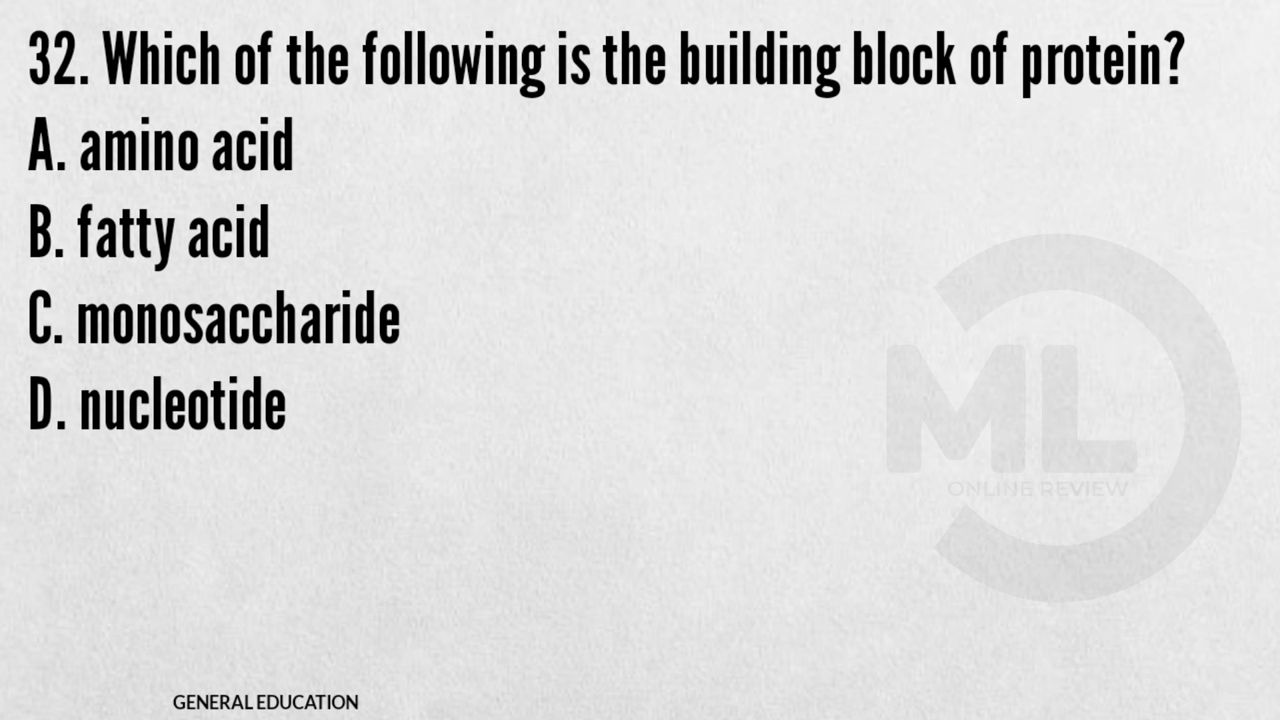 32. Which of the following is the building block of protein?
A. amino acid
B. fatty acid
C. monosaccharide
D. nucleotide
ML
ONLINE REVIEW
GENERAL EDUCATION